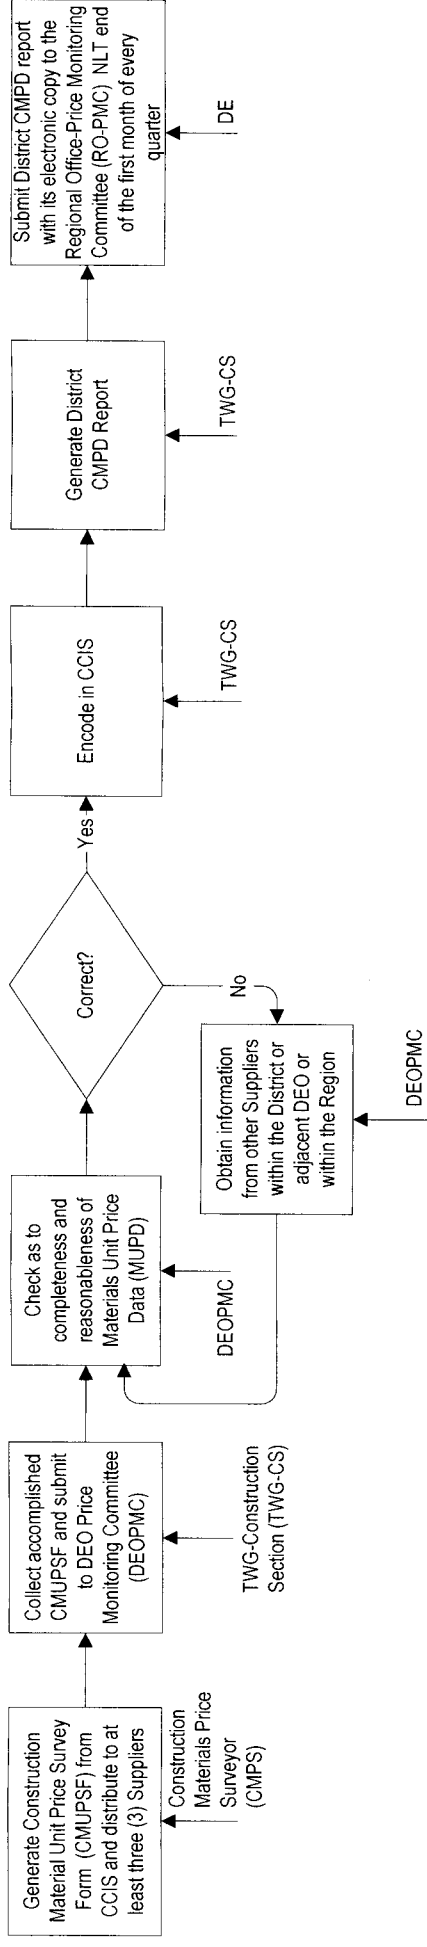 Generate Construction
Material Unit Price Survey
Form (CMUPSF) from
CCIS and distribute to at
least three (3) Suppliers
Construction
Materials Price
Surveyor
(CMPS)
Collect accomplished
CMUPSF and submit
to DEO Price
Monitoring Committee
(DEOPMC)
TWG-Construction
Section (TWG-CS)
Check as to
completeness and
reasonableness of
Materials Unit Price
Data (MUPD)
DEOPMC
Correct?
No
Obtain information
from other Suppliers
within the District or
adjacent DEO or
within the Region
DEOPMC
Yes
Encode in CCIS
TWG-CS
Generate District
CMPD Report
TWG-CS
Submit District CMPD report
with its electronic copy to the
Regional Office-Price Monitoring
Committee (RO-PMC) NLT end
of the first month of every
quarter
DE